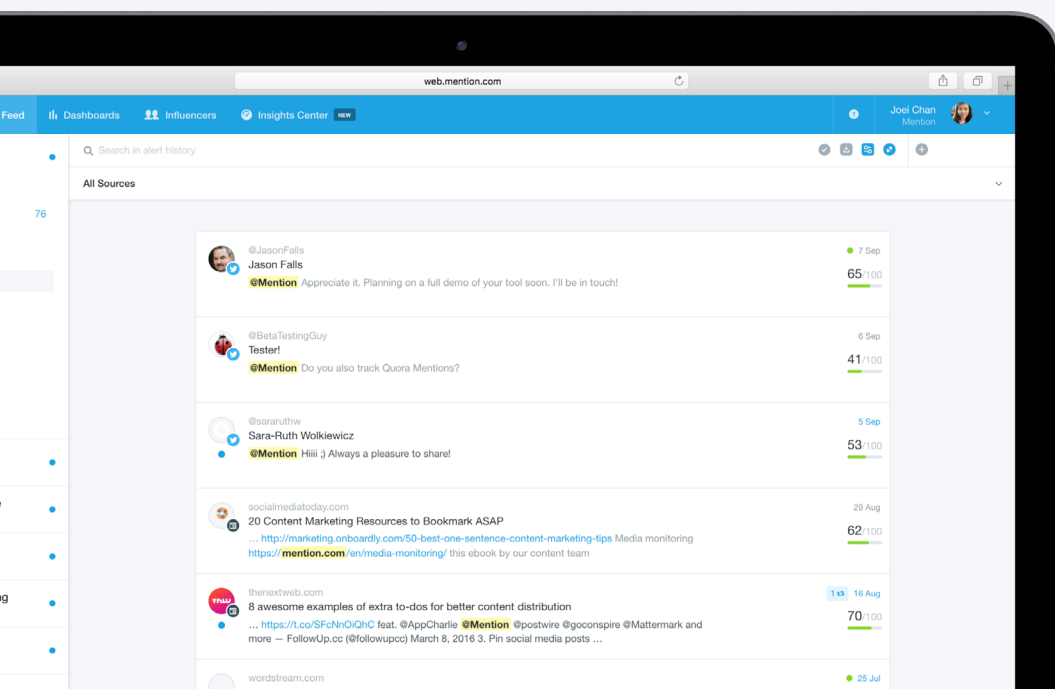 web.mention.com
Feed
Dashboards
Influencers
Insights Center NEW
Joei Chan
Mention
Search in alert history
All Sources
76
@JasonFalls
7 Sep
Jason Falls
65/100
@Mention Appreciate it. Planning on a full demo of your tool soon. I'll be in touch!
@BetaTestingGuy
6 Sep
Tester!
41/100
@Mention Do you also track Quora Mentions?
@sararuthw
5 Sep
Sara-Ruth Wolkiewicz
53/100
@Mention Hiiii ;) Always a pleasure to share!
socialmediatoday.com
29 Aug
20 Content Marketing Resources to Bookmark ASAP
62/100
... http://marketing.onboardly.com/50-best-one-sentence-content-marketing-tips Media monitoring
https://mention.com/en/media-monitoring/ this ebook by our content team
TNW
thenextweb.com
1 16 Aug
8 awesome examples of extra to-dos for better content distribution
70/100
... https://t.co/SFcNnOiQhC feat. @AppCharlie @Mention @postwire @goconspire @Mattermark and
more — FollowUp.cc (@followupcc) March 8, 2016 3. Pin social media posts ...
wordstream.com
25 Jul